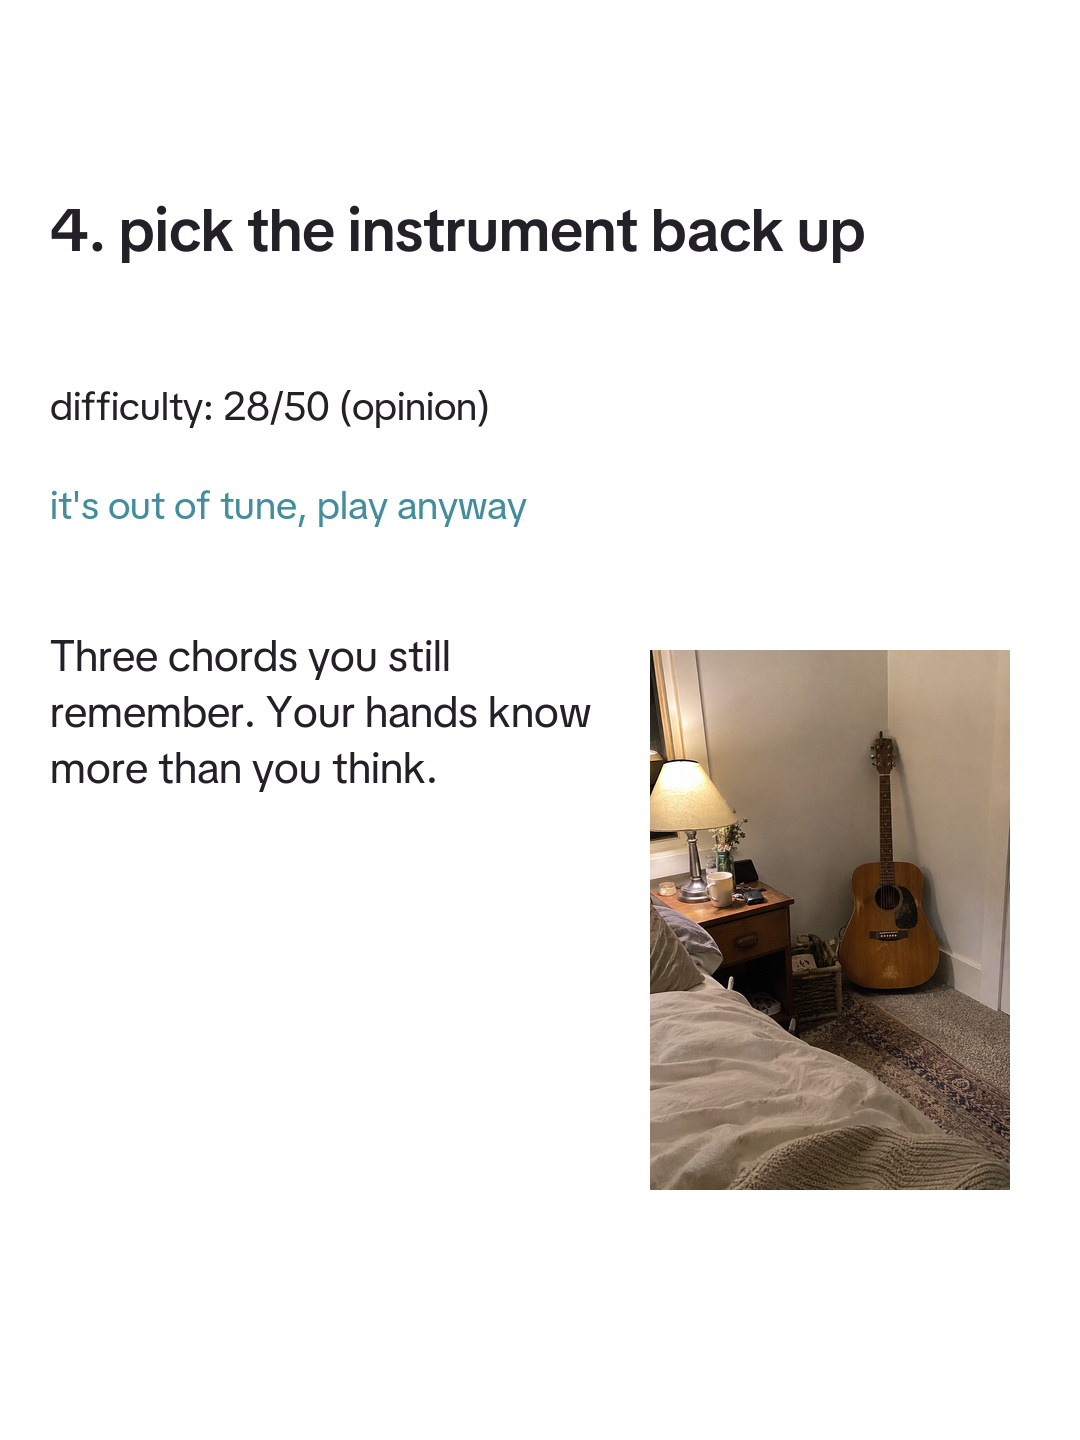 4. pick the instrument back up
difficulty: 28/50 (opinion)
it's out of tune, play anyway
Three chords you still
remember. Your hands know
more than you think.